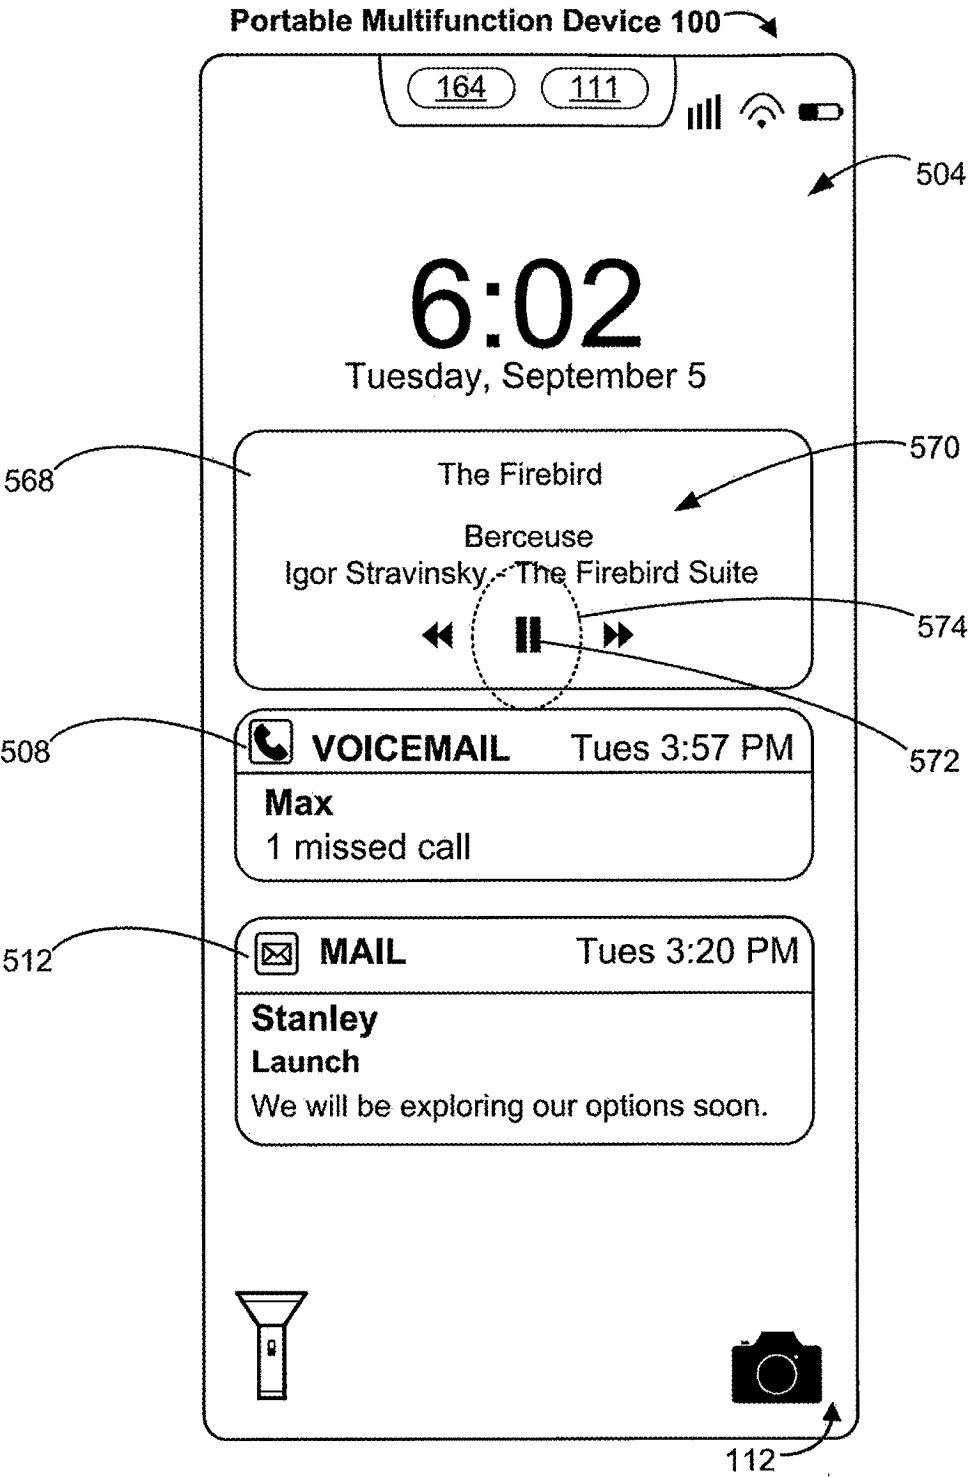 Portable Multifunction Device 100
164 111
504
6:02
Tuesday, September 5
568
570
The Firebird
Berceuse
Igor Stravinsky - The Firebird Suite
574
508
VOICEMAIL Tues 3:57 PM
572
Max
1 missed call
512
MAIL Tues 3:20 PM
Stanley
Launch
We will be exploring our options soon.
112